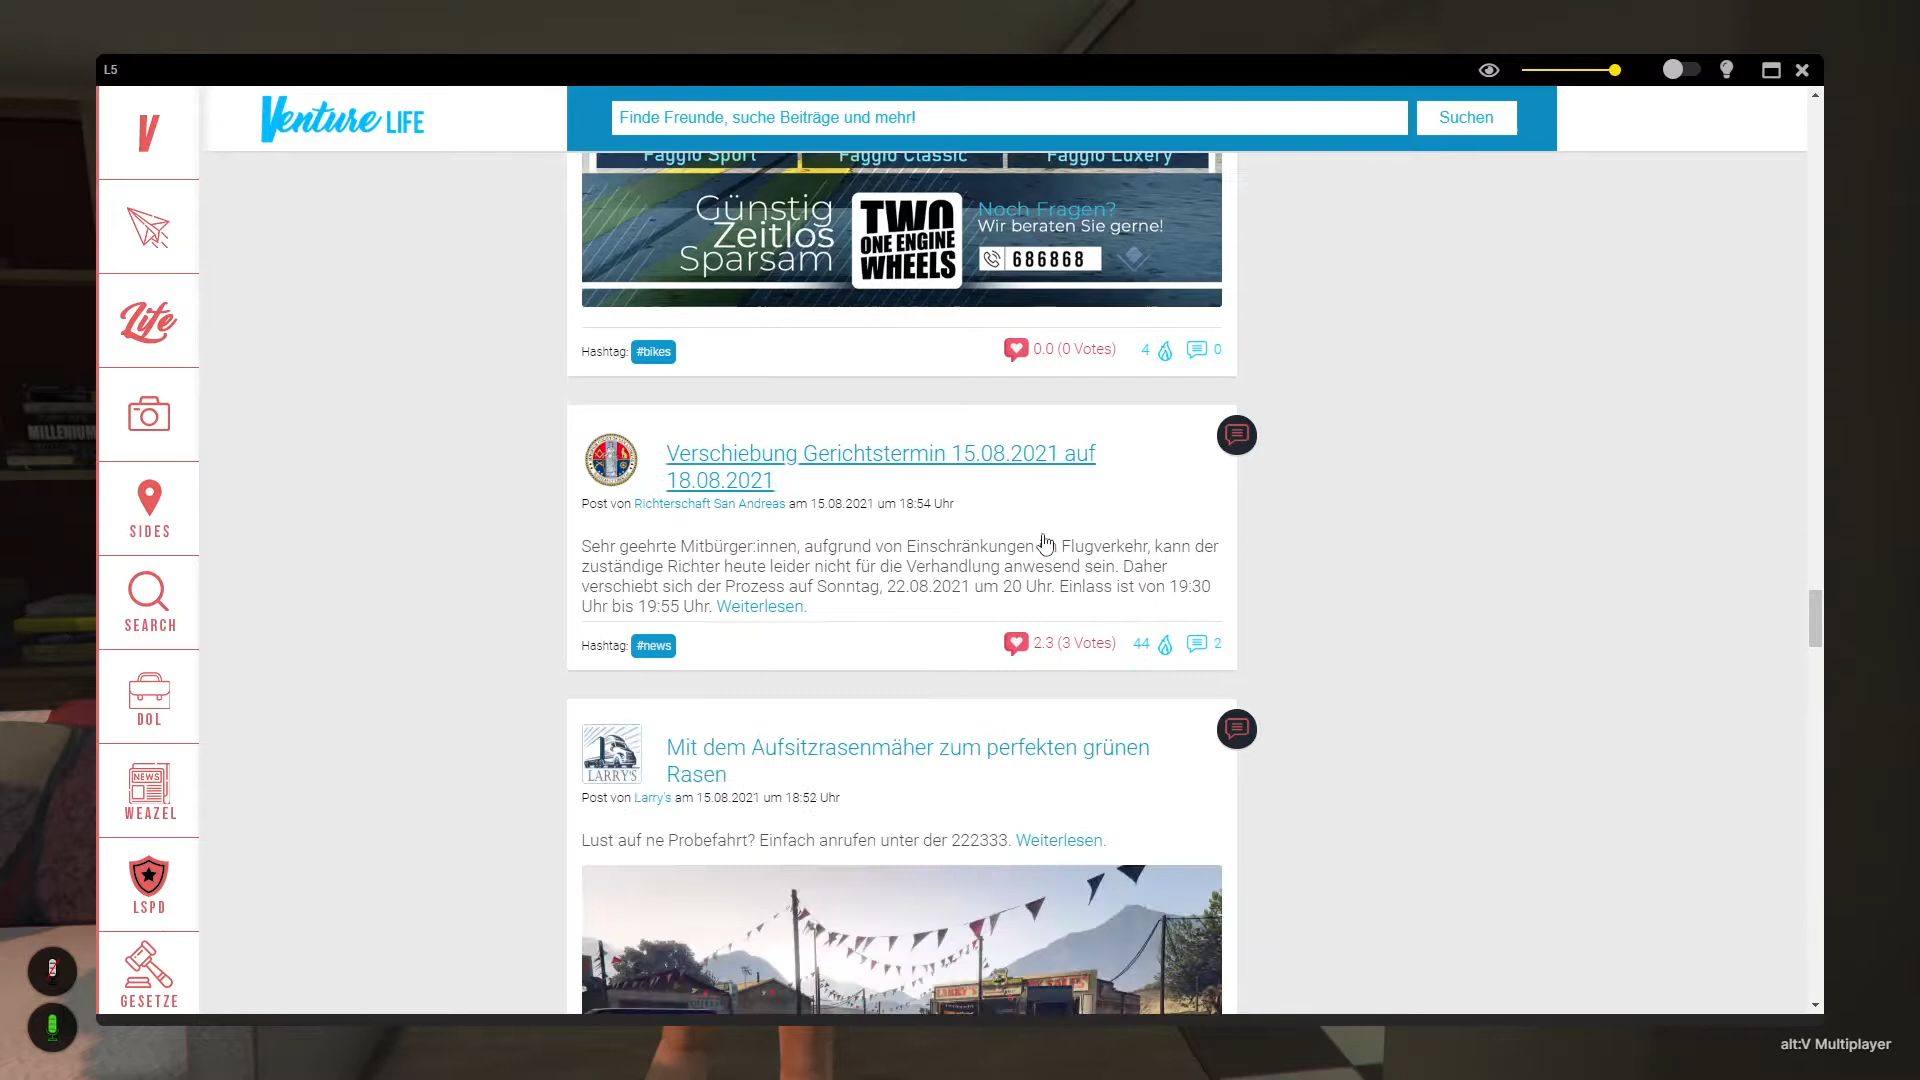 L5
V
Venture LIFE
Finde Freunde, suche Beiträge und mehr!
Suchen
Life
SIDES
SEARCH
DOL
NEWS
WEAZEL
LSPD
GESETZE
Faggio Sport
Faggio Classic
Faggio Luxery
Günstig
Zeitlos
Sparsam
TWO
ONE ENGINE
WHEELS
Noch Fragen?
Wir beraten Sie gerne!
686868
Hashtag: #bikes
0.0 (0 Votes) 4 0
Verschiebung Gerichtstermin 15.08.2021 auf
18.08.2021
Post von Richterschaft San Andreas am 15.08.2021 um 18:54 Uhr
Sehr geehrte Mitbürger:innen, aufgrund von Einschränkungen Flugverkehr, kann der
zuständige Richter heute leider nicht für die Verhandlung anwesend sein. Daher
verschiebt sich der Prozess auf Sonntag, 22.08.2021 um 20 Uhr. Einlass ist von 19:30
Uhr bis 19:55 Uhr. Weiterlesen.
Hashtag: #news
2.3 (3 Votes) 44 2
LARRY'S
Mit dem Aufsitzrasenmäher zum perfekten grünen
Rasen
Post von Larry's am 15.08.2021 um 18:52 Uhr
Lust auf ne Probefahrt? Einfach anrufen unter der 222333. Weiterlesen.
LARRY'S
MILLENIUM
alt:V Multiplayer